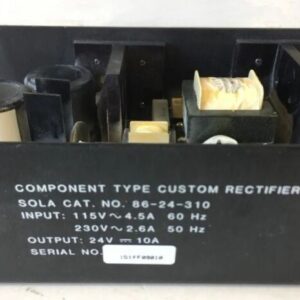 COMPONENT TYPE CUSTOM RECTIFIER
SOLA CAT. NO. 86-24-310
INPUT: 115V~4.5A 60 Hz
230V~2.6A 50 Hz
OUTPUT: 24V ⎓ 10A
SERIAL NO.